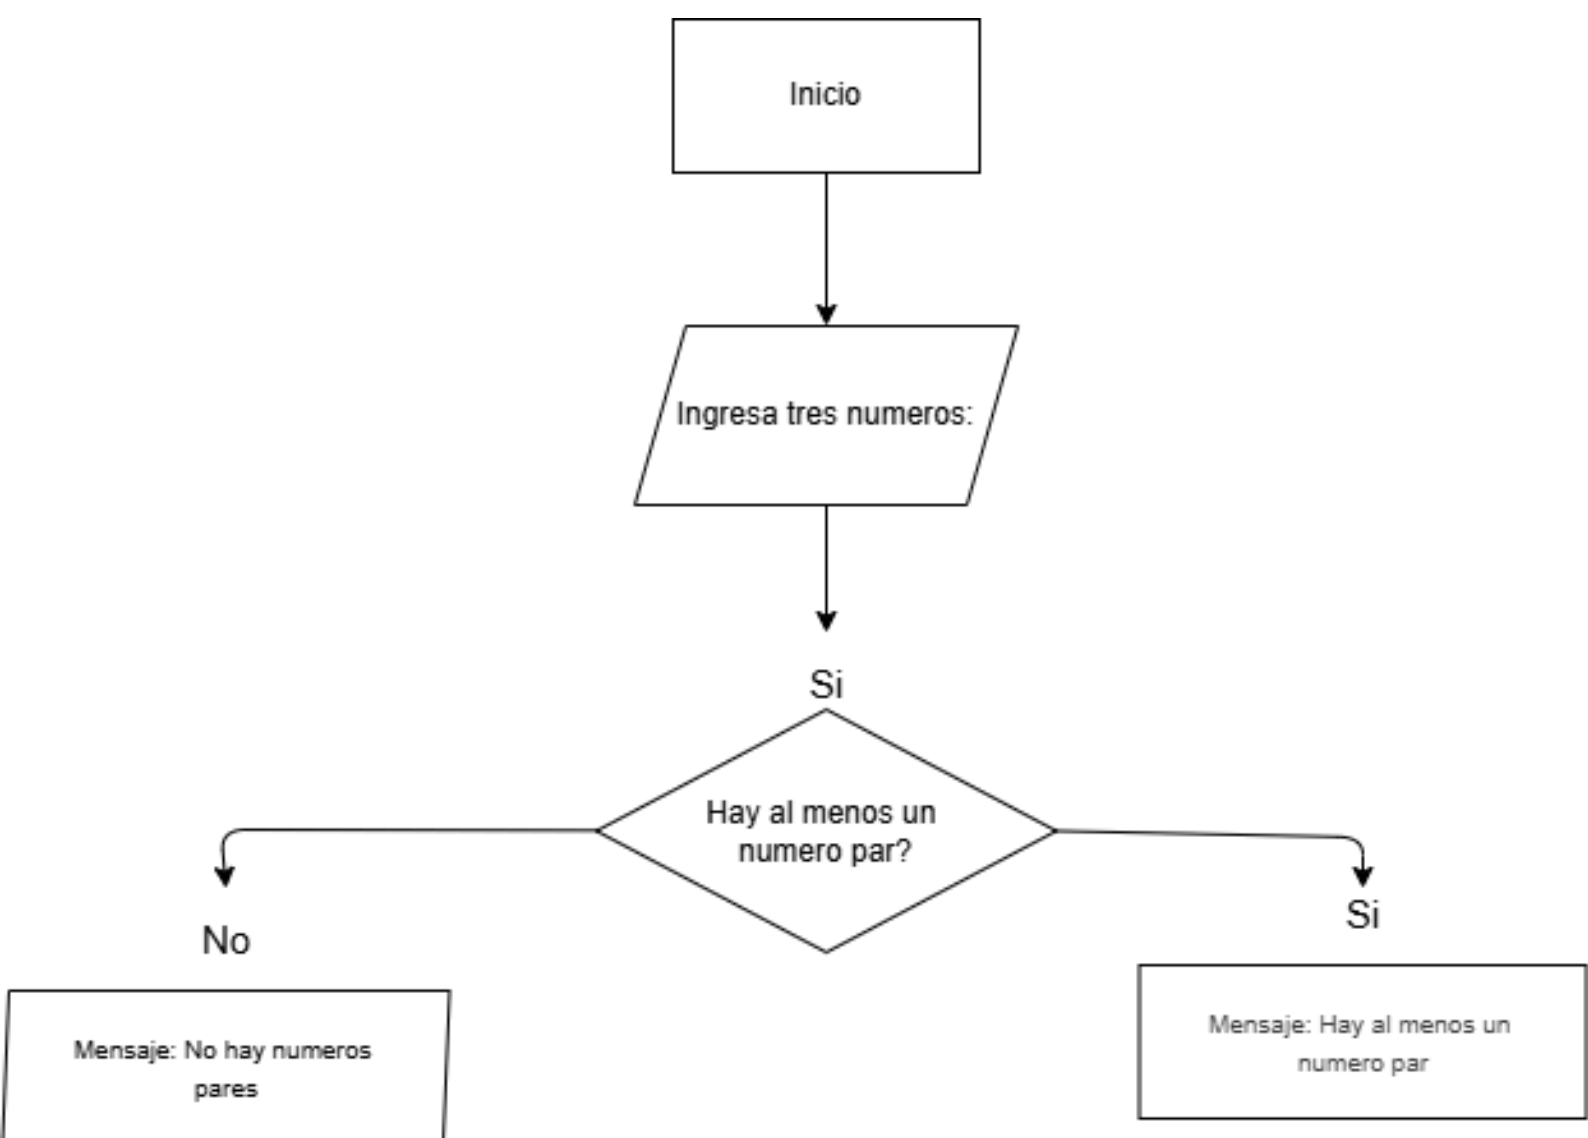 Inicio
Ingresa tres numeros:
Si
Hay al menos un
numero par?
No
Si
Mensaje: No hay numeros
pares
Mensaje: Hay al menos un
numero par